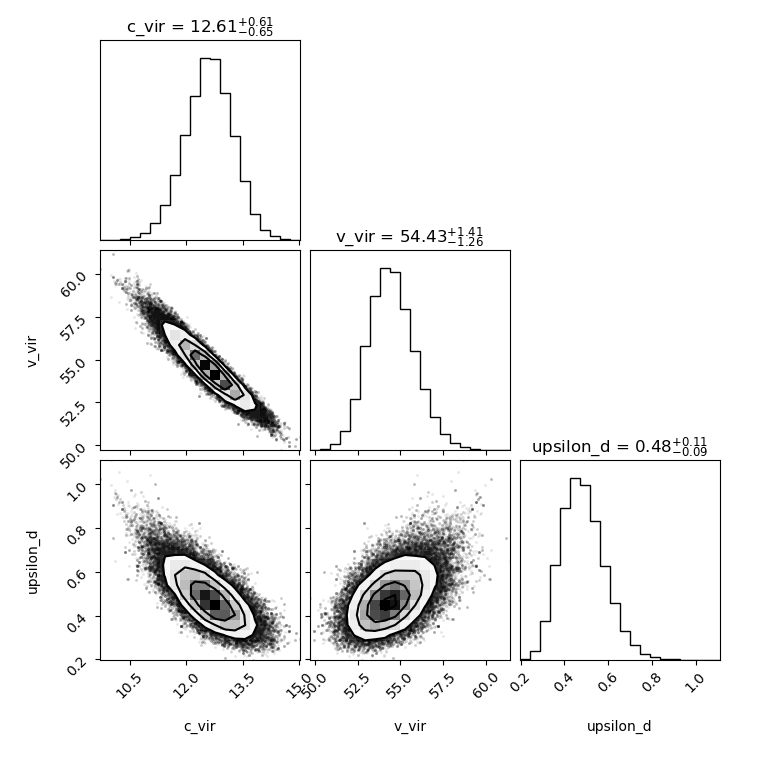 c_vir = 12.61+0.61−0.65
v_vir = 54.43+1.41−1.26
60.0
57.5
55.0
52.5
50.0
v_vir
upsilon_d = 0.48+0.11−0.09
1.0
0.8
0.6
0.4
0.2
upsilon_d
10.5 12.0 13.5 15.0
50.0 52.5 55.0 57.5 60.0
0.2 0.4 0.6 0.8 1.0
c_vir v_vir upsilon_d